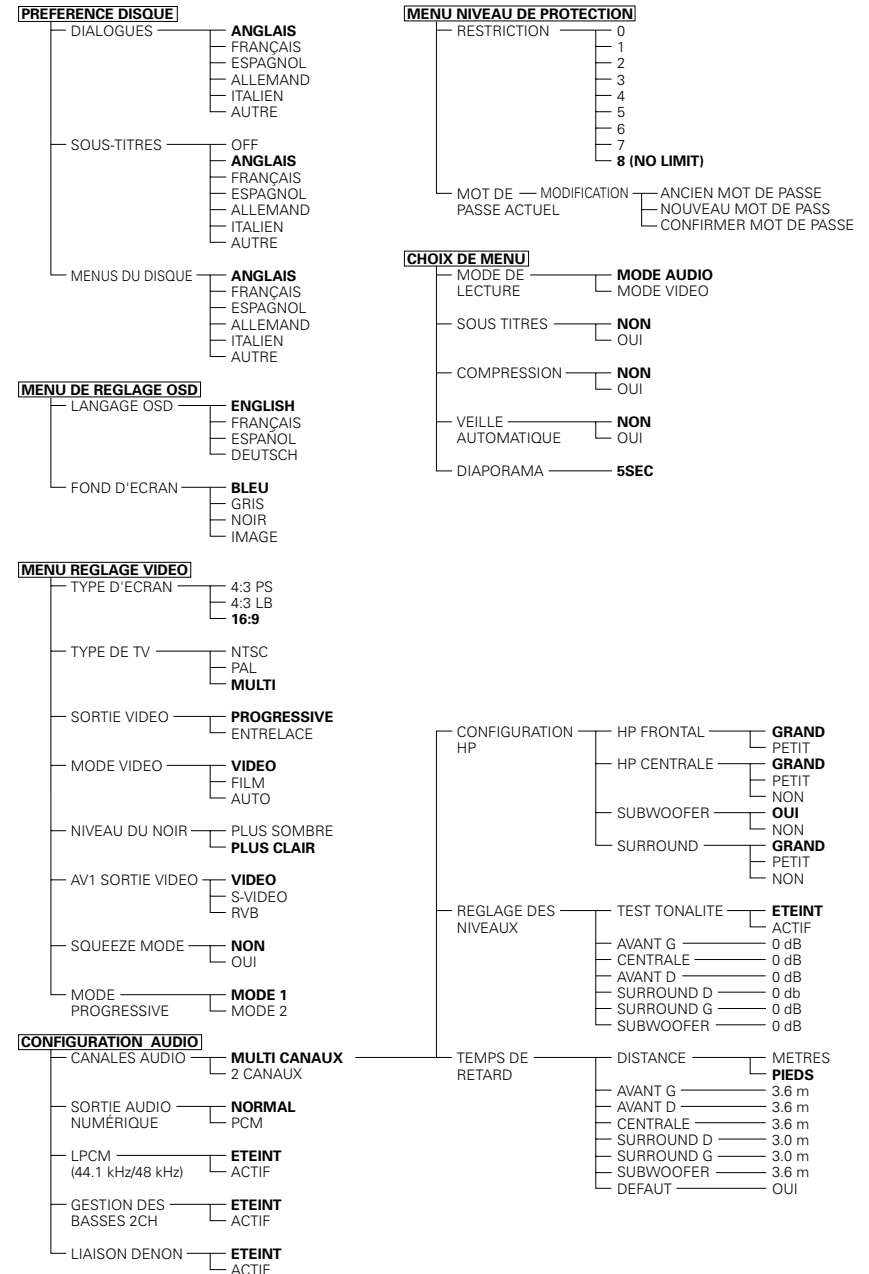 PREFERENCE DISQUE
DIALOGUES ANGLAIS
FRANÇAIS
ESPAGNOL
ALLEMAND
ITALIEN
AUTRE
SOUS-TITRES OFF
ANGLAIS
FRANÇAIS
ESPAGNOL
ALLEMAND
ITALIEN
AUTRE
MENUS DU DISQUE ANGLAIS
FRANÇAIS
ESPAGNOL
ALLEMAND
ITALIEN
AUTRE
MENU DE REGLAGE OSD
LANGAGE OSD ENGLISH
FRANÇAIS
ESPAÑOL
DEUTSCH
FOND D'ECRAN BLEU
GRIS
NOIR
IMAGE
MENU REGLAGE VIDEO
TYPE D'ECRAN 4:3 PS
4:3 LB
16:9
TYPE DE TV NTSC
PAL
MULTI
SORTIE VIDEO PROGRESSIVE
ENTRELACE
MODE VIDEO VIDEO
FILM
AUTO
NIVEAU DU NOIR PLUS SOMBRE
PLUS CLAIR
AV1 SORTIE VIDEO VIDEO
S-VIDEO
RVB
SQUEEZE MODE NON
OUI
MODE MODE 1
PROGRESSIVE MODE 2
CONFIGURATION AUDIO
CANALES AUDIO MULTI CANAUX
2 CANAUX
SORTIE AUDIO NORMAL
NUMÉRIQUE PCM
LPCM ETEINT
(44.1 kHz/48 kHz) ACTIF
GESTION DES ETEINT
BASSES 2CH ACTIF
LIAISON DENON ETEINT
ACTIF
MENU NIVEAU DE PROTECTION
RESTRICTION 0
1
2
3
4
5
6
7
8 (NO LIMIT)
MOT DE MODIFICATION ANCIEN MOT DE PASSE
PASSE ACTUEL NOUVEAU MOT DE PASS
CONFIRMER MOT DE PASSE
CHOIX DE MENU
MODE DE MODE AUDIO
LECTURE MODE VIDEO
SOUS TITRES NON
OUI
COMPRESSION NON
OUI
VEILLE NON
AUTOMATIQUE OUI
DIAPORAMA 5SEC
CONFIGURATION HP FRONTAL GRAND
HP PETIT
HP CENTRALE GRAND
PETIT
NON
SUBWOOFER OUI
NON
SURROUND GRAND
PETIT
NON
REGLAGE DES TEST TONALITE ETEINT
NIVEAUX ACTIF
AVANT G 0 dB
CENTRALE 0 dB
AVANT D 0 dB
SURROUND D 0 db
SURROUND G 0 dB
SUBWOOFER 0 dB
TEMPS DE DISTANCE METRES
RETARD PIEDS
AVANT G 3.6 m
AVANT D 3.6 m
CENTRALE 3.6 m
SURROUND D 3.0 m
SURROUND G 3.0 m
SUBWOOFER 3.6 m
DEFAUT OUI